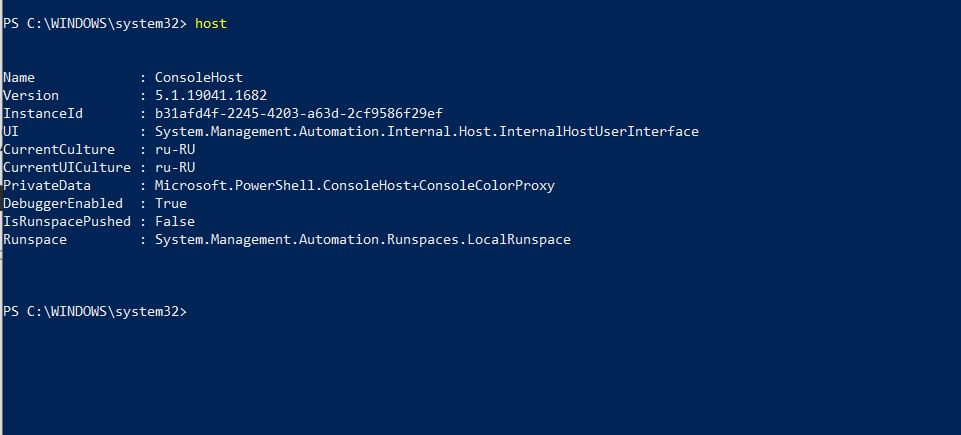 PS C:\WINDOWS\system32> host
Name             : ConsoleHost
Version          : 5.1.19041.1682
InstanceId       : b31afd4f-2245-4203-a63d-2cf9586f29ef
UI               : System.Management.Automation.Internal.Host.InternalHostUserInterface
CurrentCulture   : ru-RU
CurrentUICulture : ru-RU
PrivateData      : Microsoft.PowerShell.ConsoleHost+ConsoleColorProxy
DebuggerEnabled  : True
IsRunspacePushed : False
Runspace         : System.Management.Automation.Runspaces.LocalRunspace
PS C:\WINDOWS\system32>